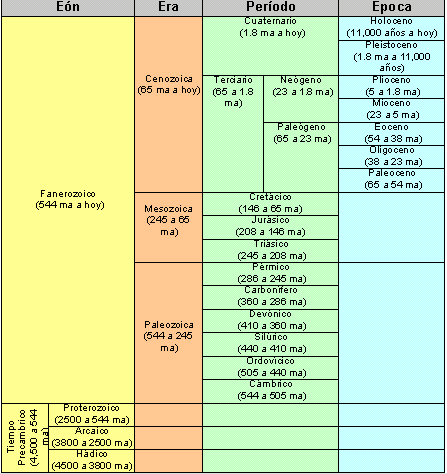 Eón Era Período Epoca
Fanerozoico
(544 ma a hoy)
Cenozoica
(65 ma a hoy)
Cuaternario
(1.8 ma a hoy)
Holoceno
(11,000 años a hoy)
Pleistoceno
(1.8 ma a 11,000
años)
Terciario
(65 a 1.8
ma)
Neógeno
(23 a 1.8 ma)
Plioceno
(5 a 1.8 ma)
Mioceno
(23 a 5 ma)
Paleógeno
(65 a 23 ma)
Eoceno
(54 a 38 ma)
Oligoceno
(38 a 23 ma)
Paleoceno
(65 a 54 ma)
Mesozoica
(245 a 65
ma)
Cretácico
(146 a 65 ma)
Jurásico
(208 a 146 ma)
Triásico
(245 a 208 ma)
Paleozoica
(544 a 245
ma)
Pérmico
(286 a 245 ma)
Carbonífero
(360 a 286 ma)
Devónico
(410 a 360 ma)
Silúrico
(440 a 410 ma)
Ordovícico
(505 a 440 ma)
Cámbrico
(544 a 505 ma)
Tiempo
Precámbrico
(4,500 a 544
ma)
Proterozoico
(2500 a 544 ma)
Arcaico
(3800 a 2500 ma)
Hádico
(4500 a 3800 ma)